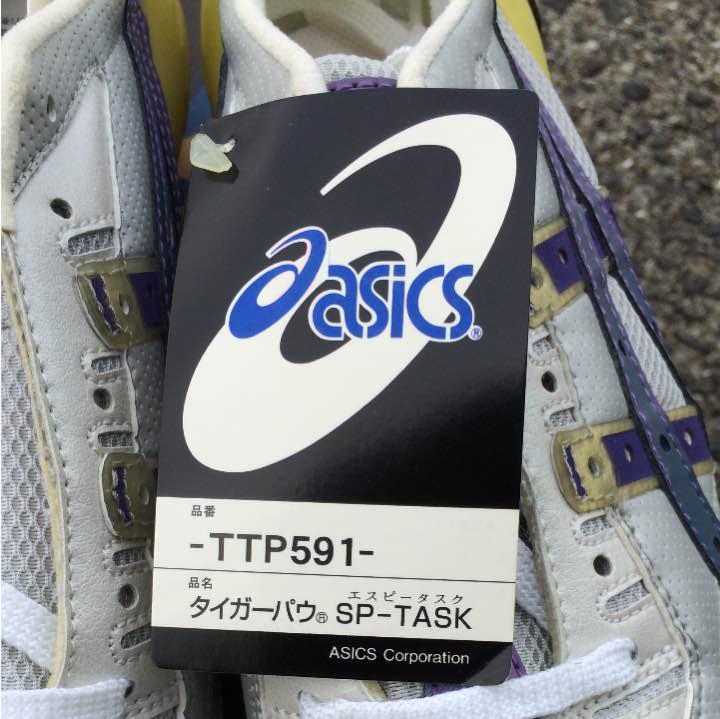 asics®
品番
-TTP591-
品名
エスピータスク
タイガーパウ® SP-TASK
ASICS Corporation